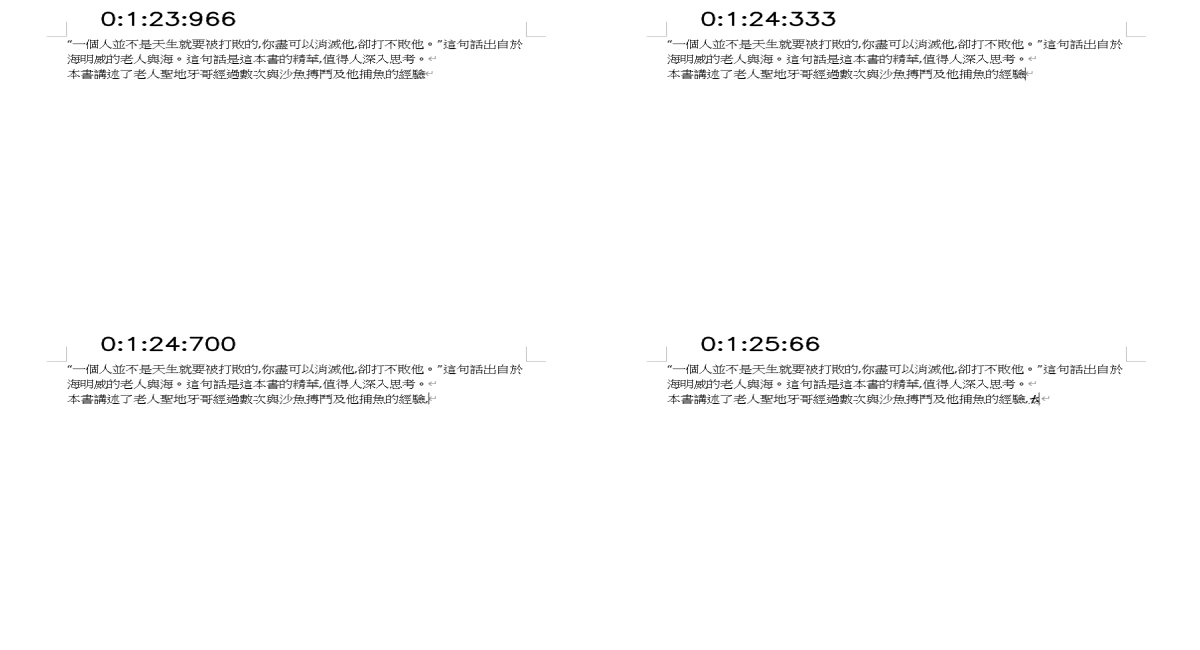 0:1:23:966
“一個人並不是天生就要被打敗的,你盡可以消滅他,卻打不敗他。”這句話出自於
海明威的老人與海。這句話是這本書的精華,值得人深入思考。
本書講述了老人聖地牙哥經過數次與沙魚搏鬥及他捕魚的經驗
0:1:24:333
“一個人並不是天生就要被打敗的,你盡可以消滅他,卻打不敗他。”這句話出自於
海明威的老人與海。這句話是這本書的精華,值得人深入思考。
本書講述了老人聖地牙哥經過數次與沙魚搏鬥及他捕魚的經驗
0:1:24:700
“一個人並不是天生就要被打敗的,你盡可以消滅他,卻打不敗他。”這句話出自於
海明威的老人與海。這句話是這本書的精華,值得人深入思考。
本書講述了老人聖地牙哥經過數次與沙魚搏鬥及他捕魚的經驗,
0:1:25:66
“一個人並不是天生就要被打敗的,你盡可以消滅他,卻打不敗他。”這句話出自於
海明威的老人與海。這句話是這本書的精華,值得人深入思考。
本書講述了老人聖地牙哥經過數次與沙魚搏鬥及他捕魚的經驗,